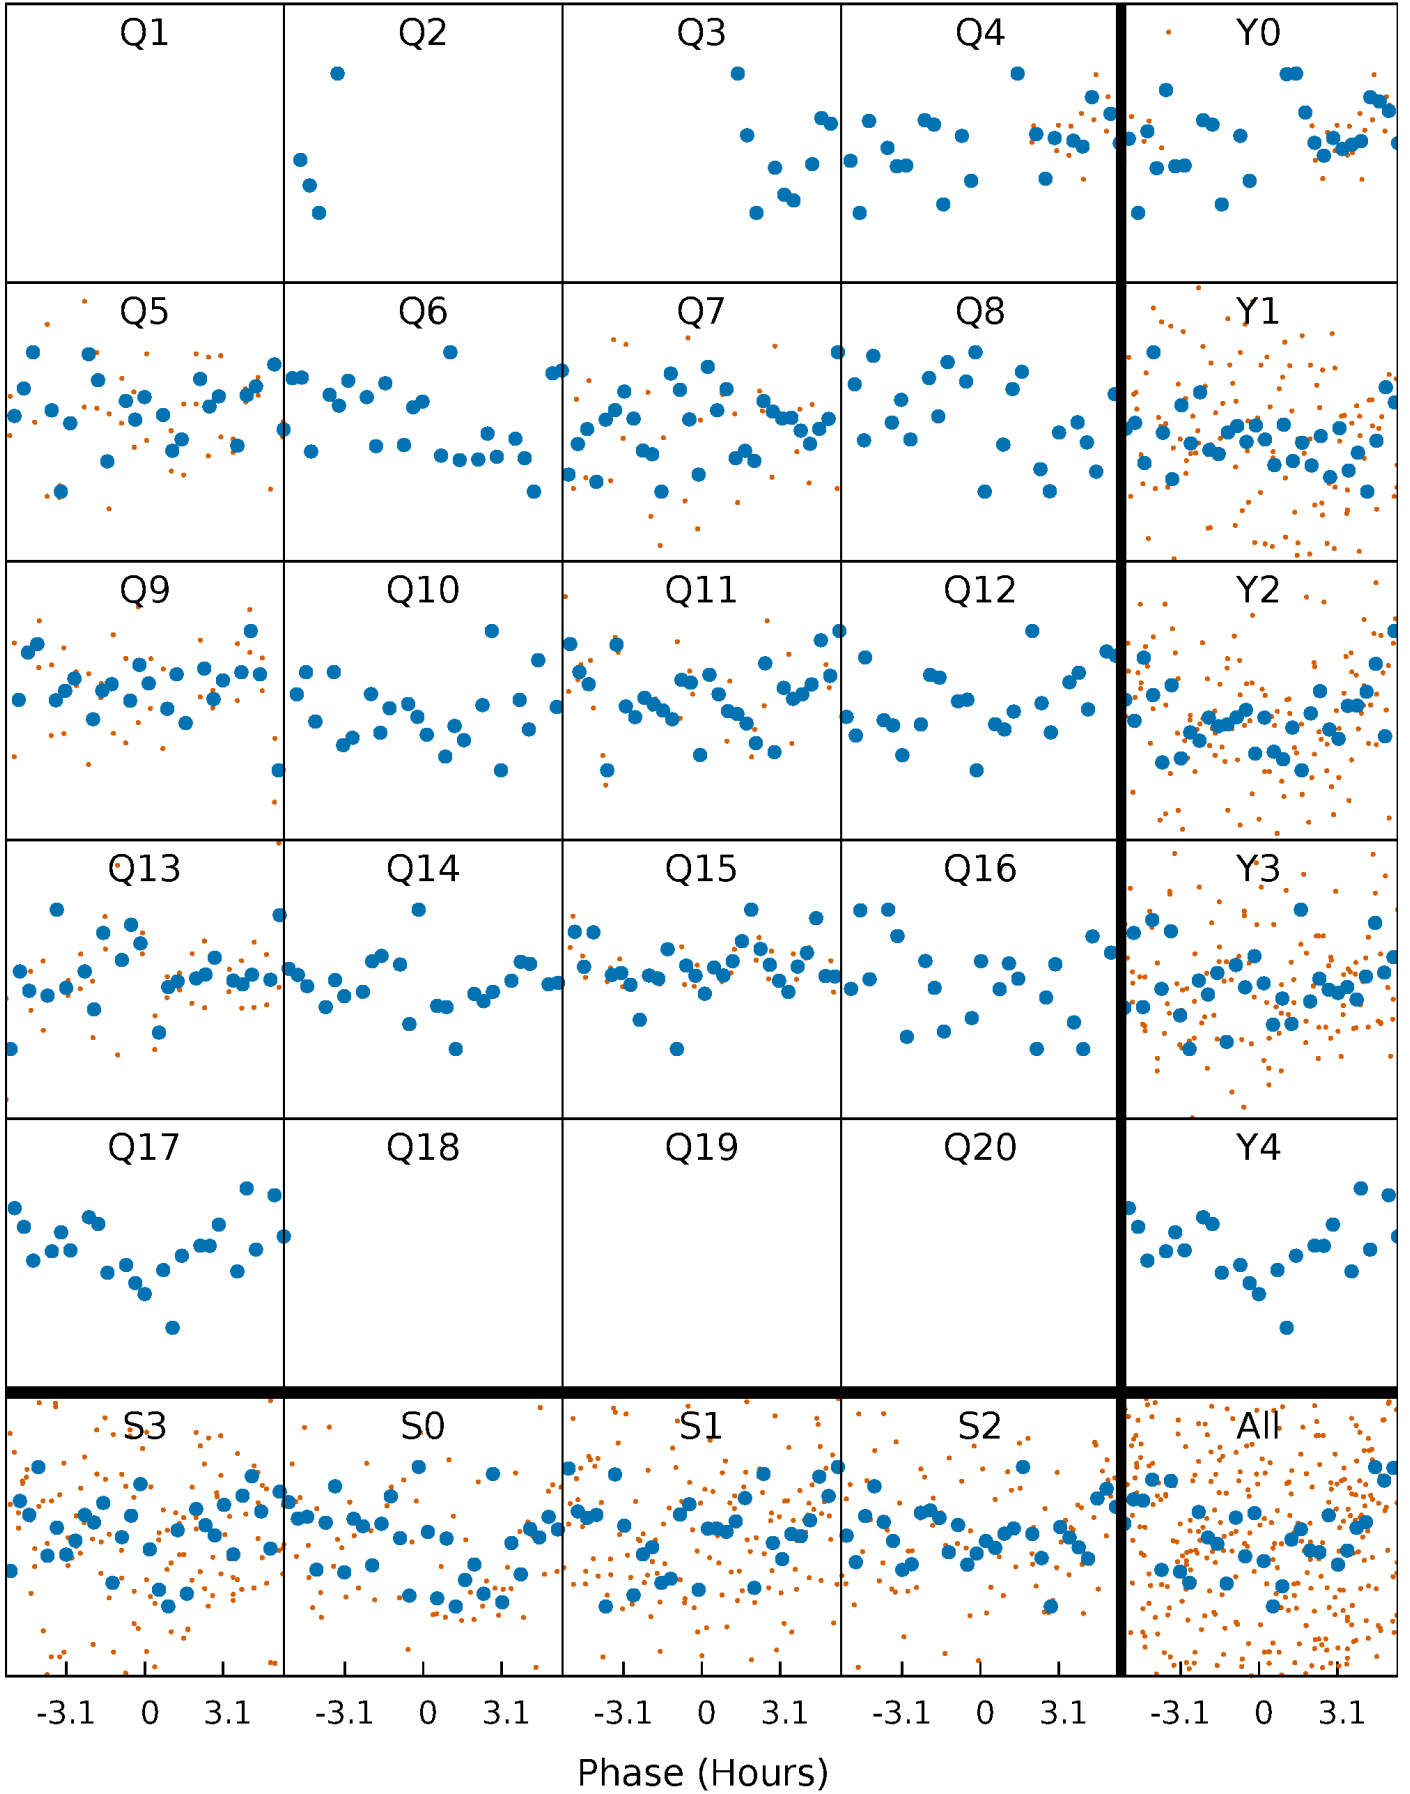 Q1 Q2 Q3 Q4 Y0
Q5 Q6 Q7 Q8 Y1
Q9 Q10 Q11 Q12 Y2
Q13 Q14 Q15 Q16 Y3
Q17 Q18 Q19 Q20 Y4
S3 S0 S1 S2 All
-3.1 0 3.1 -3.1 0 3.1 -3.1 0 3.1 -3.1 0 3.1 -3.1 0 3.1
Phase (Hours)